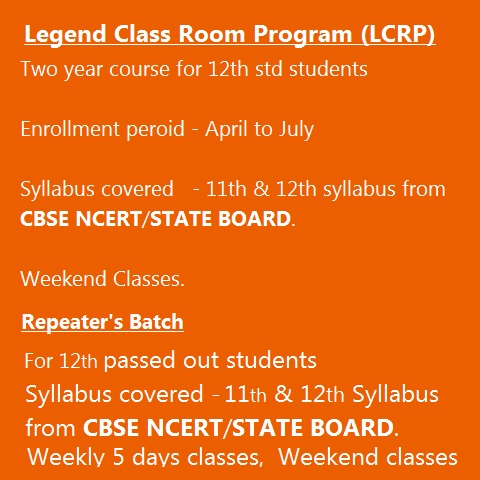 Legend Class Room Program (LCRP)
Two year course for 12th std students
Enrollment peroid - April to July
Syllabus covered - 11th & 12th syllabus from
CBSE NCERT/STATE BOARD.
Weekend Classes.
Repeater's Batch
For 12th passed out students
Syllabus covered - 11th & 12th Syllabus
from CBSE NCERT/STATE BOARD.
Weekly 5 days classes, Weekend classes